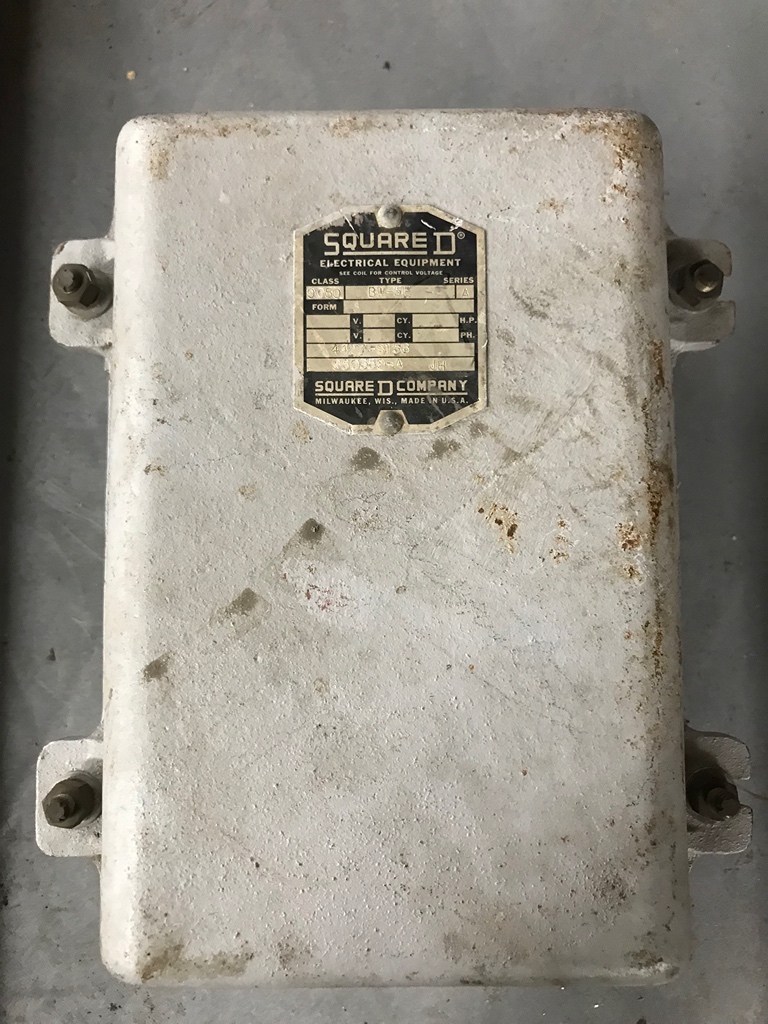 SQUARE D®
ELECTRICAL EQUIPMENT
SEE COIL FOR CONTROL VOLTAGE
CLASS TYPE SERIES
A
FORM
V. CY. H.P.
V. CY. PH.
JH
SQUARE D COMPANY
MILWAUKEE, WIS., MADE IN U.S.A.